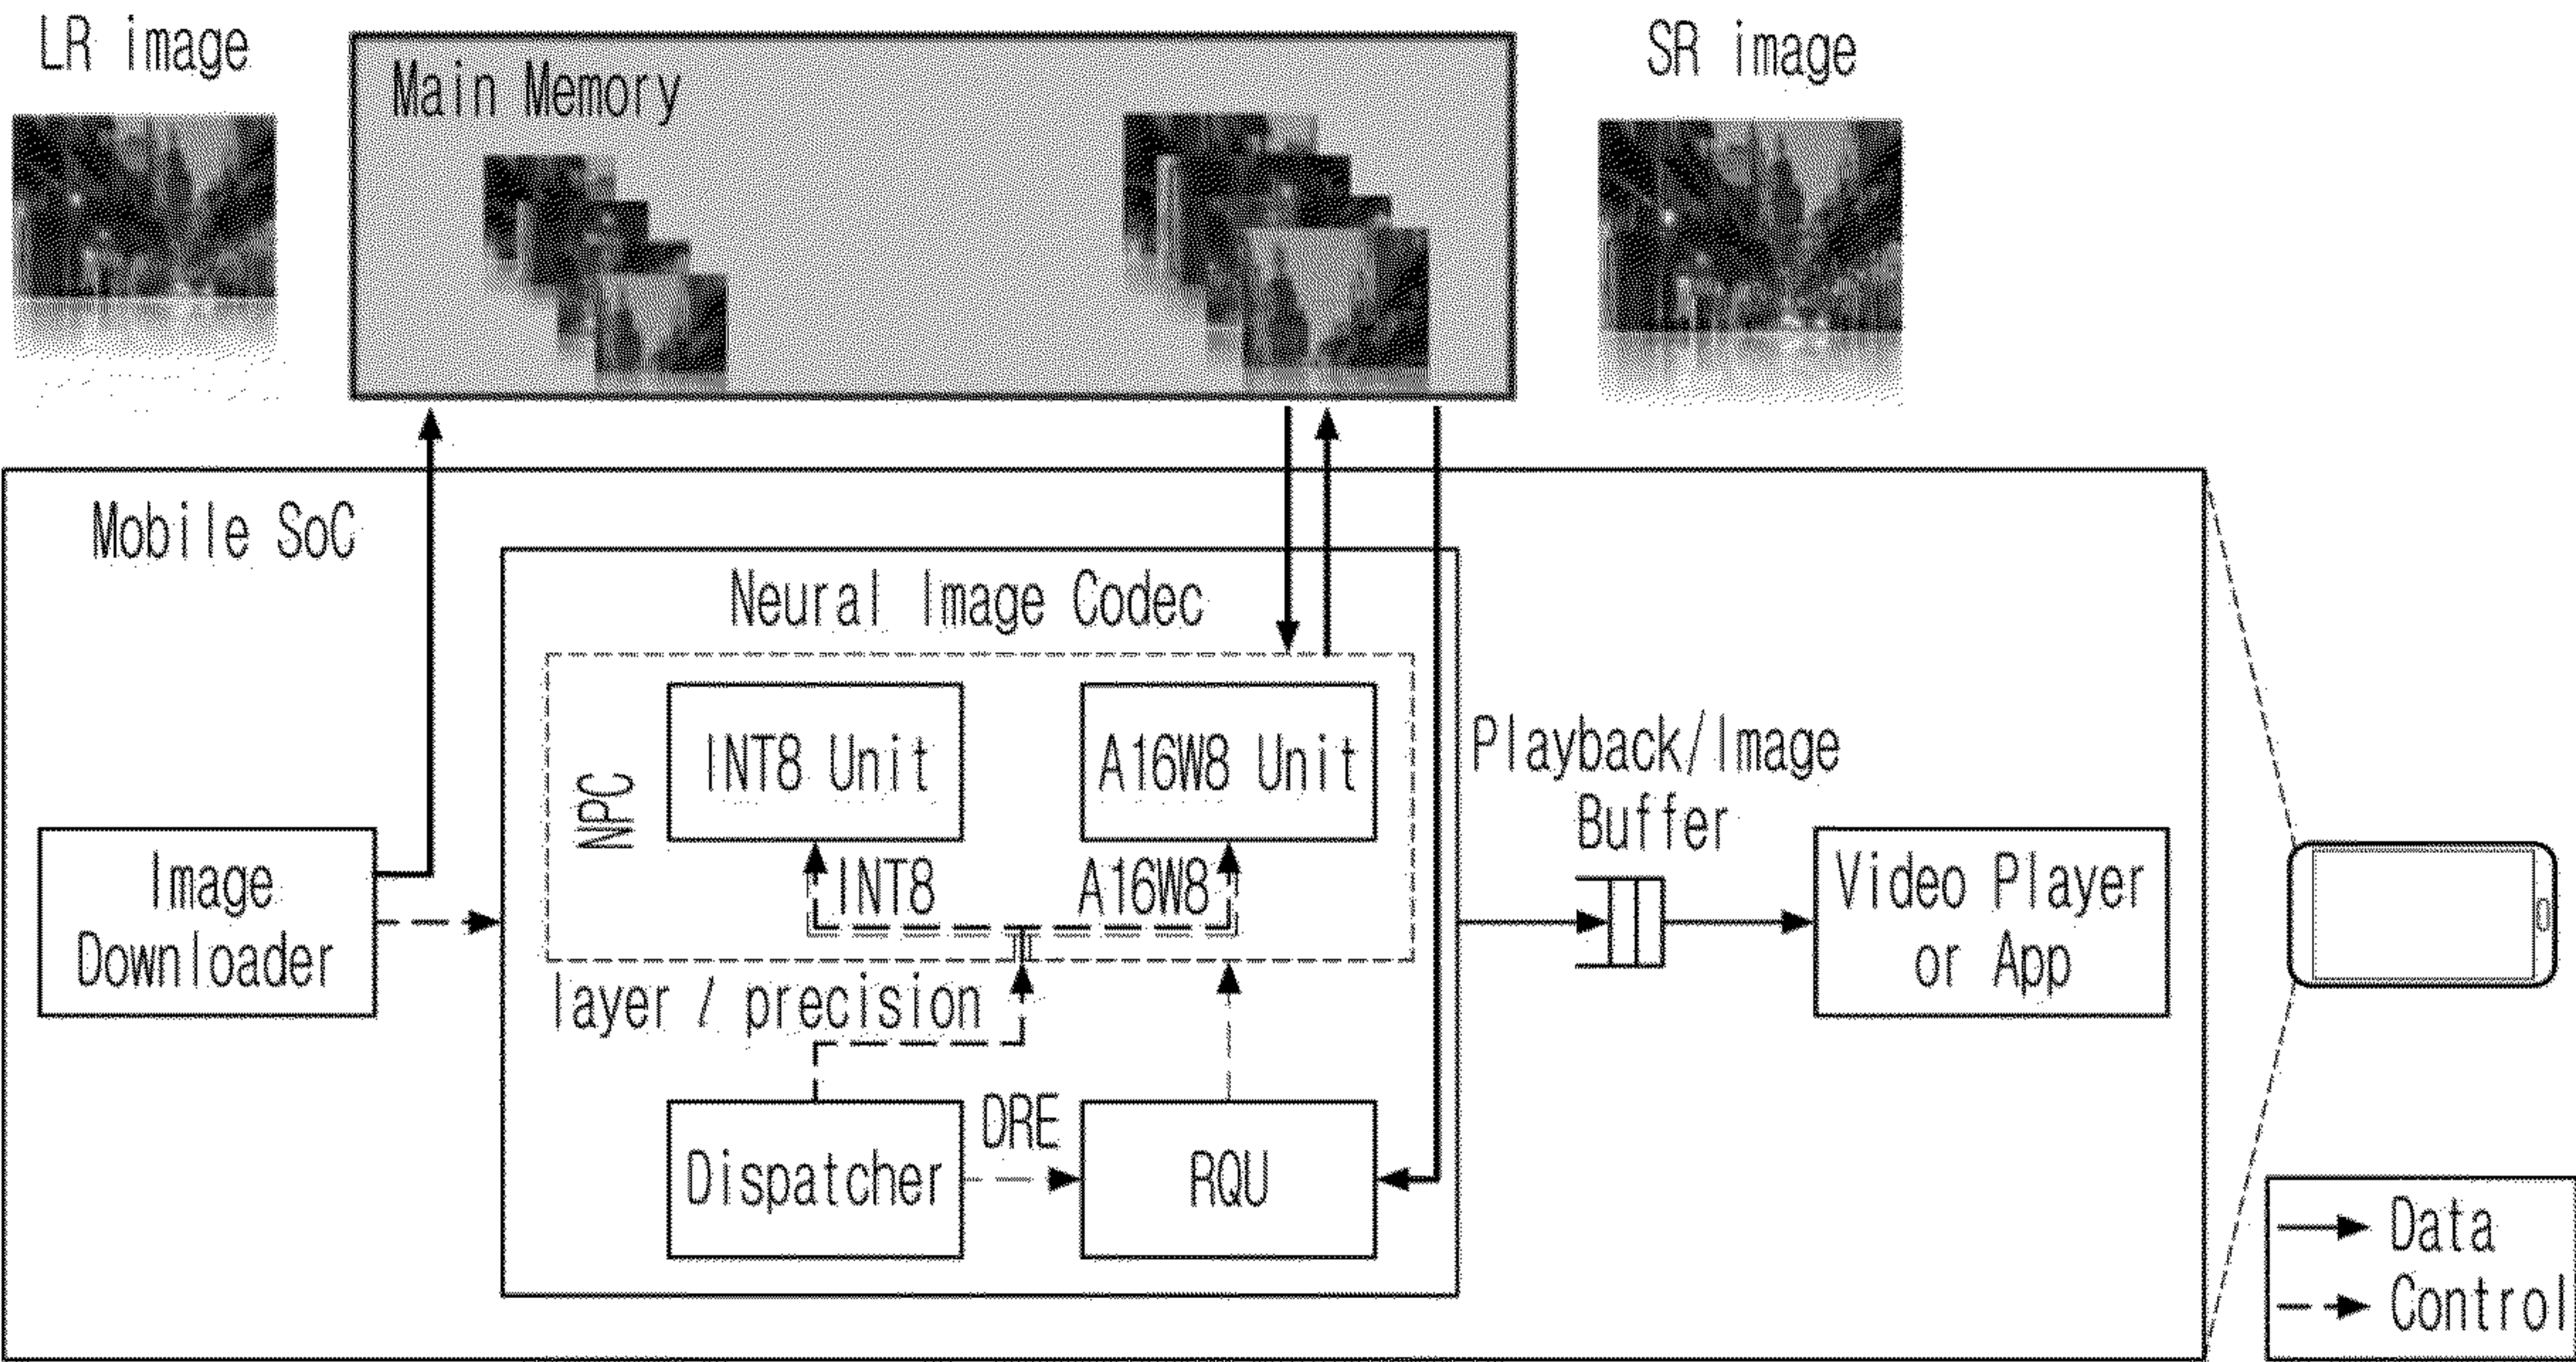 LR image
Main Memory
SR image
Mobile SoC
Neural Image Codec
NPC
INT8 Unit
A16W8 Unit
INT8
A16W8
layer / precision
Image
Downloader
Dispatcher
DRE
RQU
Playback/Image
Buffer
Video Player
or App
Data
Control